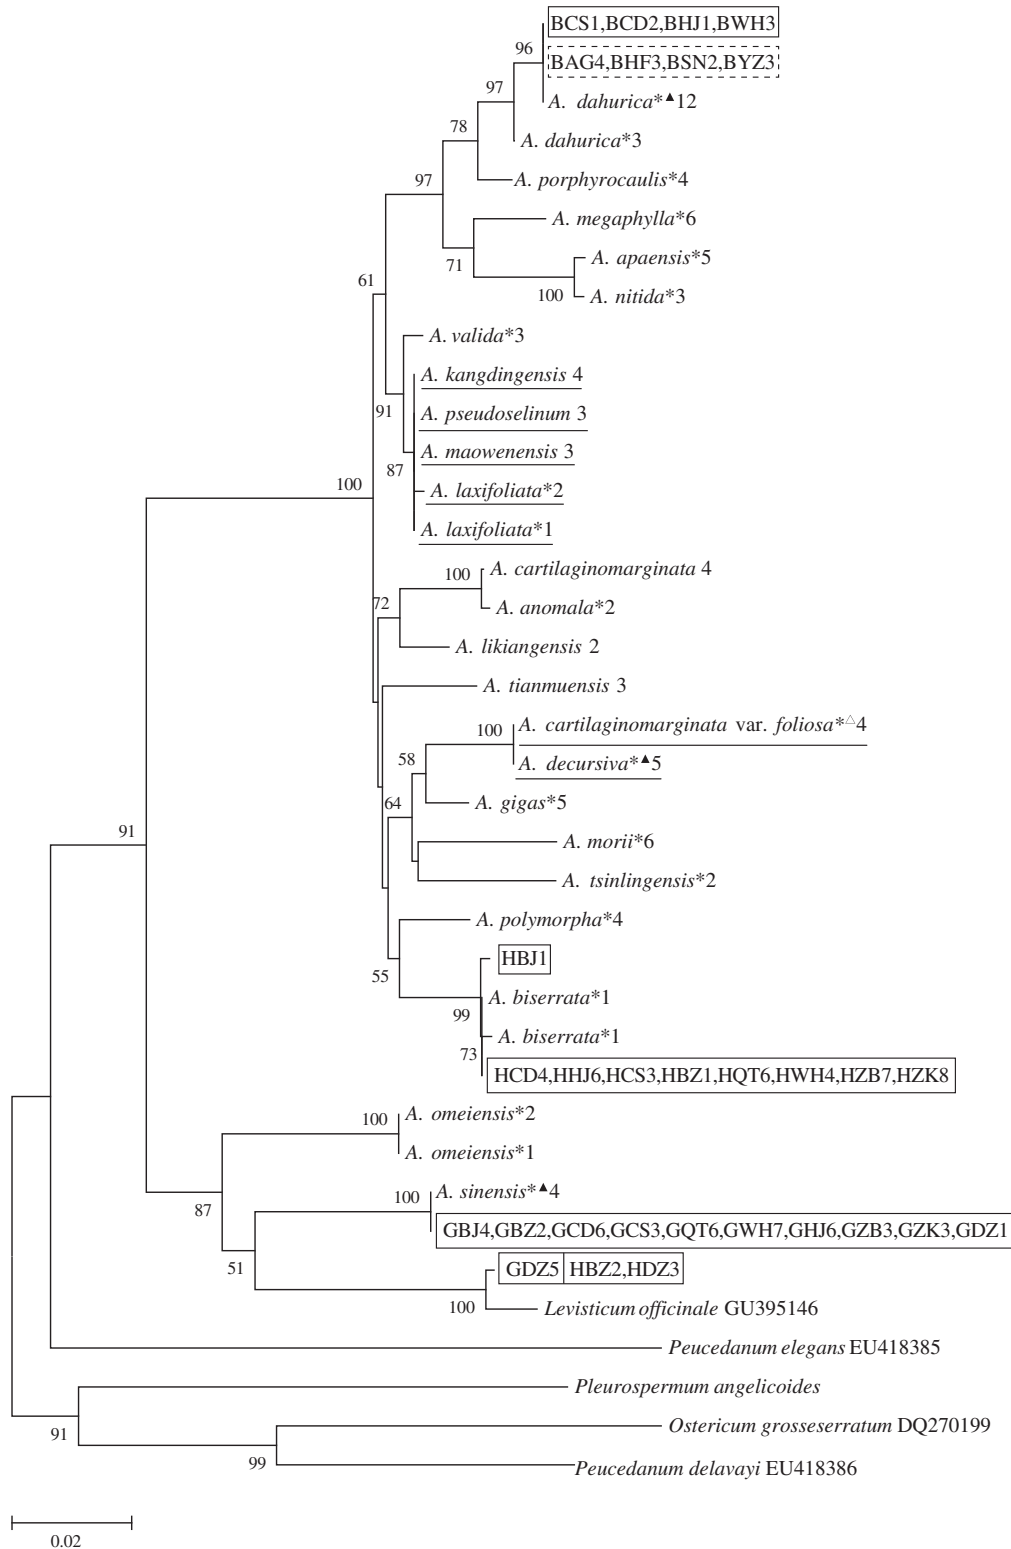 BCS1,BCD2,BHJ1,BWH3
96
BAG4,BHF3,BSN2,BYZ3
97
A. dahurica*▲12
78
A. dahurica*3
97
A. porphyrocaulis*4
A. megaphylla*6
71
A. apaensis*5
100
A. nitida*3
61
A. valida*3
A. kangdingensis 4
91
A. pseudoselinum 3
A. maowenensis 3
87
100
A. laxifoliata*2
A. laxifoliata*1
100
A. cartilaginomarginata 4
72
A. anomala*2
A. likiangensis 2
A. tianmuensis 3
A. cartilaginomarginata var. foliosa*△4
100
58
A. decursiva*▲5
64
A. gigas*5
91
A. morii*6
A. tsinlingensis*2
A. polymorpha*4
55
HBJ1
A. biserrata*1
99
A. biserrata*1
73
HCD4,HHJ6,HCS3,HBZ1,HQT6,HWH4,HZB7,HZK8
100
A. omeiensis*2
A. omeiensis*1
100
A. sinensis*▲4
87
GBJ4,GBZ2,GCD6,GCS3,GQT6,GWH7,GHJ6,GZB3,GZK3,GDZ1
51
GDZ5 HBZ2,HDZ3
100
Levisticum officinale GU395146
Peucedanum elegans EU418385
Pleurospermum angelicoides
91
Ostericum grosseserratum DQ270199
99
Peucedanum delavayi EU418386
0.02